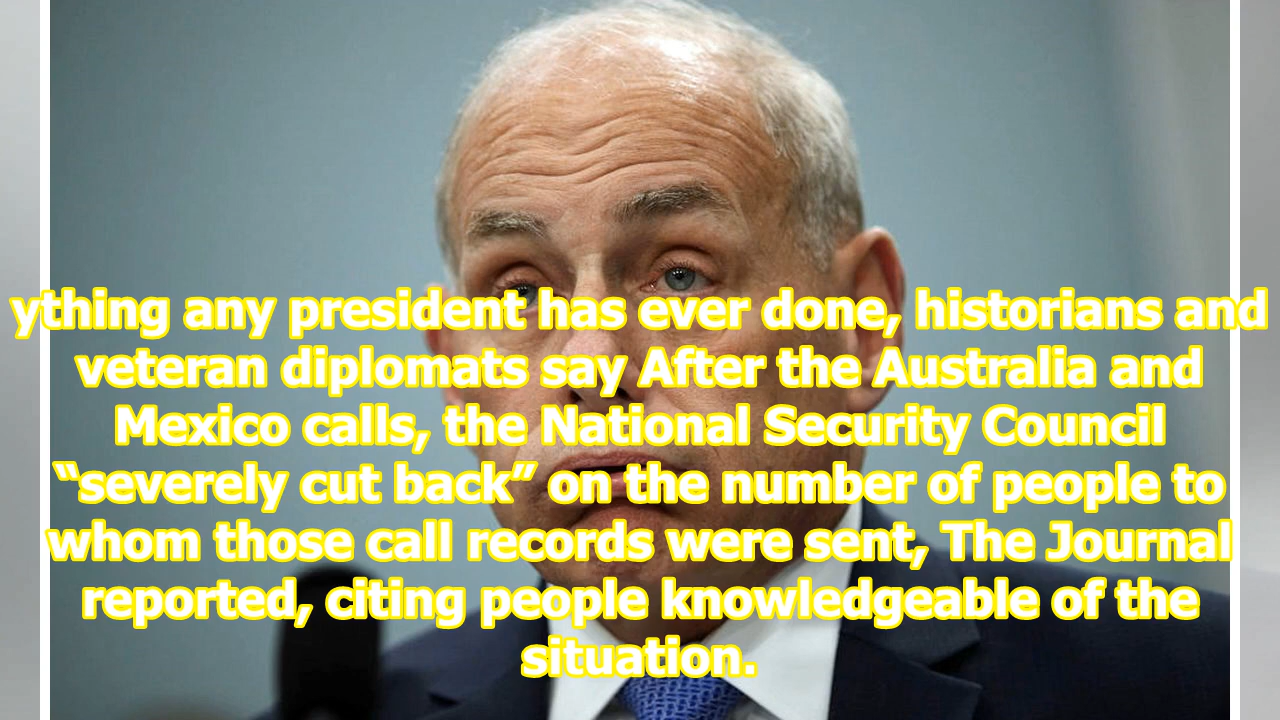 ything any president has ever done, historians and
veteran diplomats say After the Australia and
Mexico calls, the National Security Council
“severely cut back” on the number of people to
whom those call records were sent, The Journal
reported, citing people knowledgeable of the
situation.